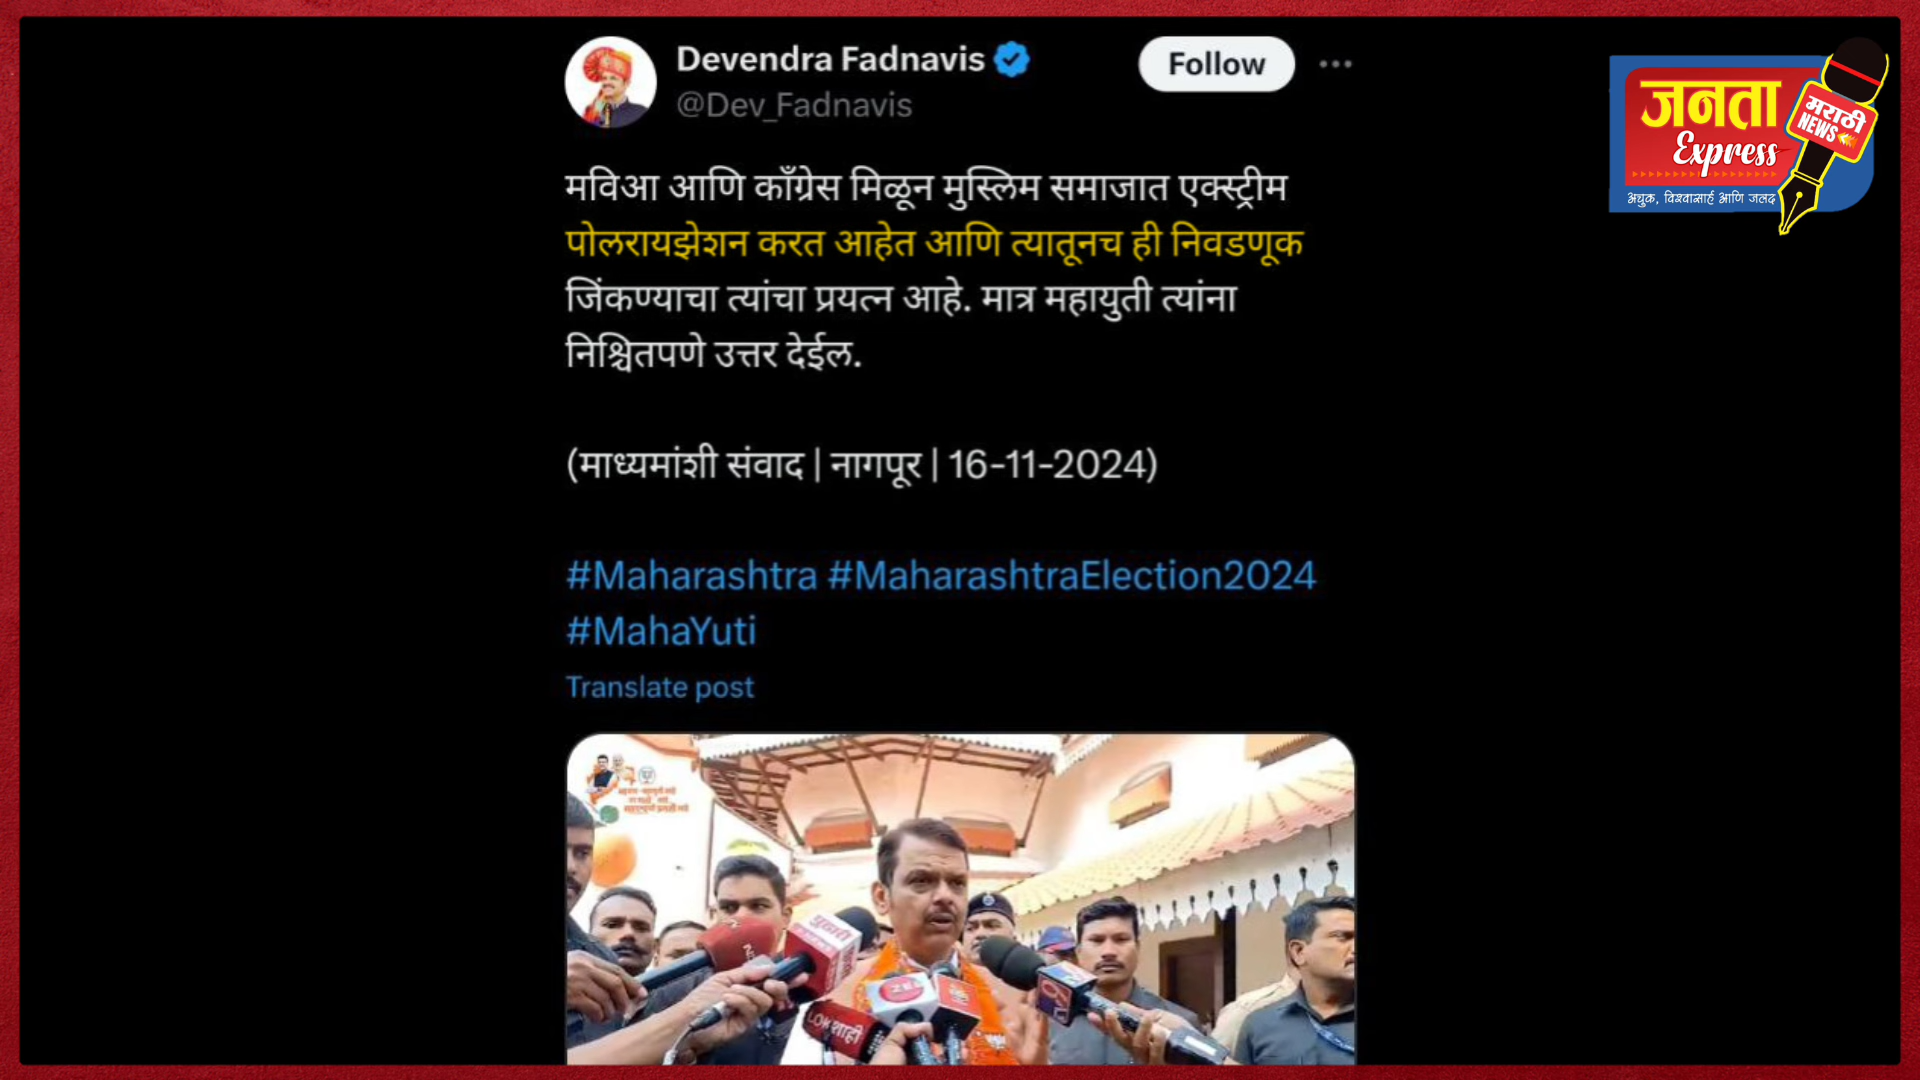 Devendra Fadnavis
Follow
@Dev_Fadnavis
जनता
Express
मराठी
NEWS
अचुक, विश्वासार्ह आणि जलद
मविआ आणि काँग्रेस मिळून मुस्लिम समाजात एक्स्ट्रीम
पोलरायझेशन करत आहेत आणि त्यातूनच ही निवडणूक
जिंकण्याचा त्यांचा प्रयत्न आहे. मात्र महायुती त्यांना
निश्चितपणे उत्तर देईल.
(माध्यमांशी संवाद | नागपूर | 16-11-2024)
#Maharashtra #MaharashtraElection2024
#MahaYuti
Translate post
LOKशाही